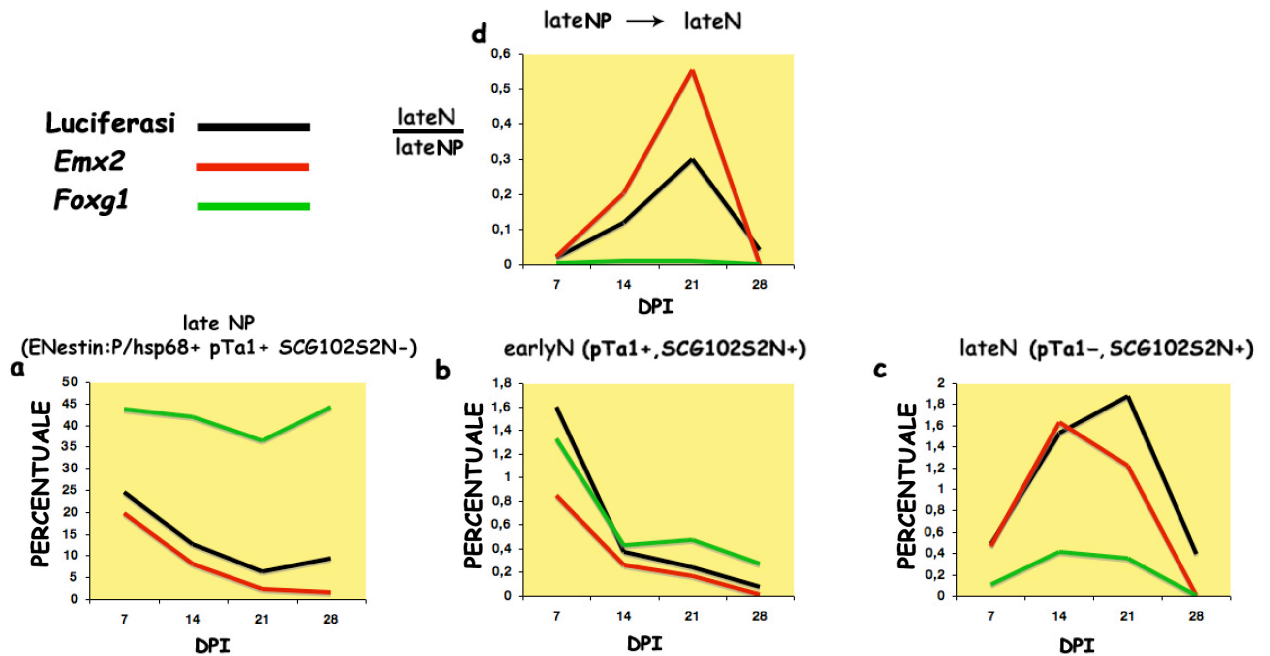 lateNP → lateN
d
Luciferasi
Emx2
Foxg1
lateN
lateNP
0,6
0,5
0,4
0,3
0,2
0,1
0
7 14 21 28
DPI
late NP
(ENestin:P/hsp68+ pTa1+ SCG102S2N-)
a
PERCENTUALE
50
45
40
35
30
25
20
15
10
5
0
7 14 21 28
DPI
earlyN (pTa1+,SCG102S2N+)
b
PERCENTUALE
1,8
1,6
1,4
1,2
1
0,8
0,6
0,4
0,2
0
7 14 21 28
DPI
lateN (pTa1–, SCG102S2N+)
c
PERCENTUALE
2
1,8
1,6
1,4
1,2
1
0,8
0,6
0,4
0,2
0
7 14 21 28
DPI